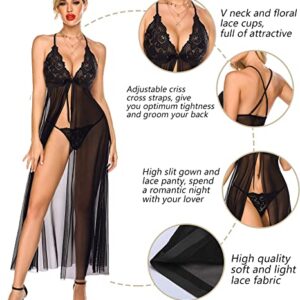 V neck and floral
lace cups,
full of attractive
Adjustable criss
cross straps, give
you optimum tightness
and groom your back
High slit gown and
lace panty, spend
a romantic night
with your lover
High quality
soft and light
lace fabric